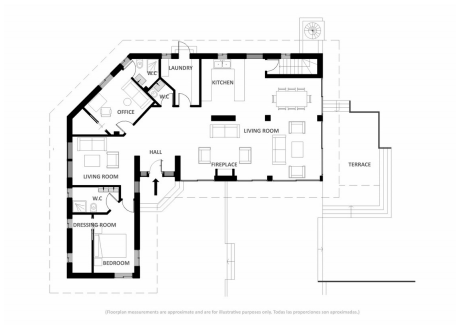 W.C
LAUNDRY
KITCHEN
W.C
OFFICE
LIVING ROOM
HALL
FIREPLACE
TERRACE
LIVING ROOM
W.C
DRESSING ROOM
BEDROOM
(Floorplan measurements are approximate and are for illustrative purposes only. Todas las proporciones son aproximadas.)